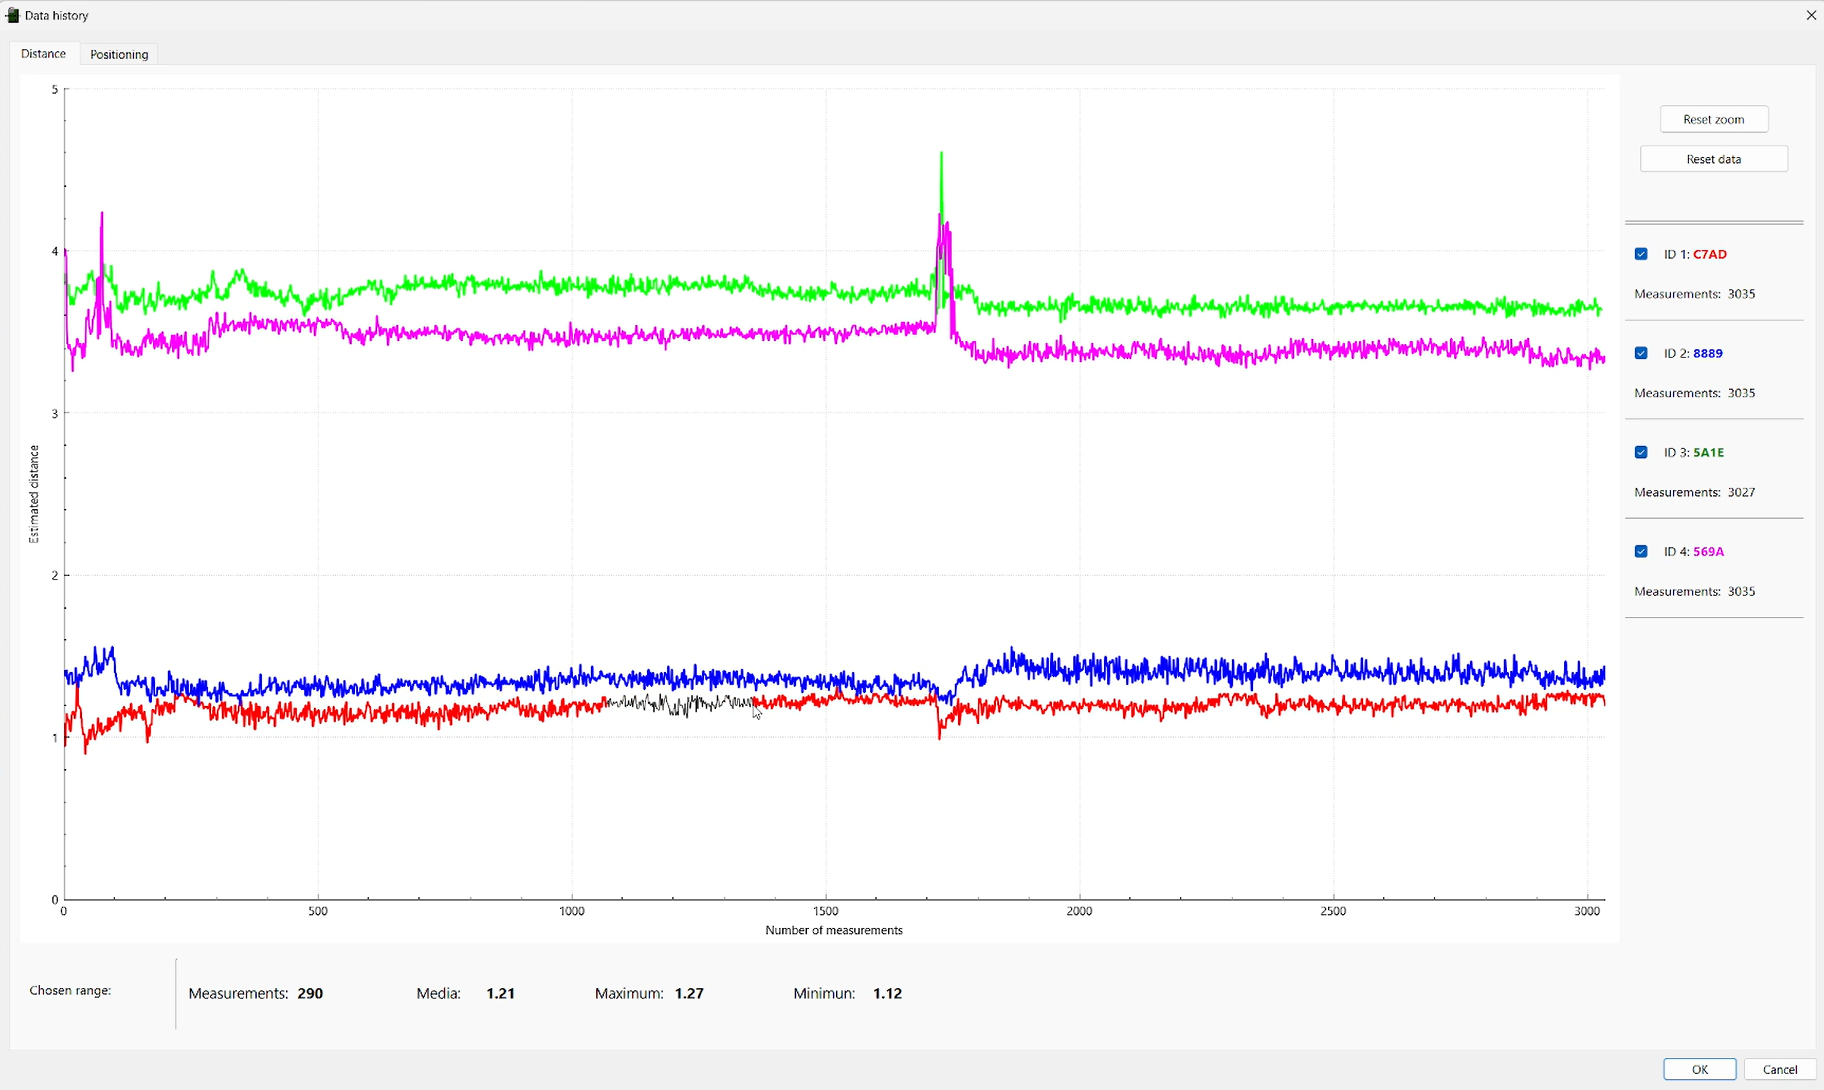 Data history
Distance
Positioning
5
4
3
2
1
0
Estimated distance
0
500
1000
1500
2000
2500
3000
Number of measurements
Reset zoom
Reset data
ID 1: C7AD
Measurements: 3035
ID 2: 8889
Measurements: 3035
ID 3: 5A1E
Measurements: 3027
ID 4: 569A
Measurements: 3035
Chosen range:
Measurements: 290
Media: 1.21
Maximum: 1.27
Minimun: 1.12
OK
Cancel